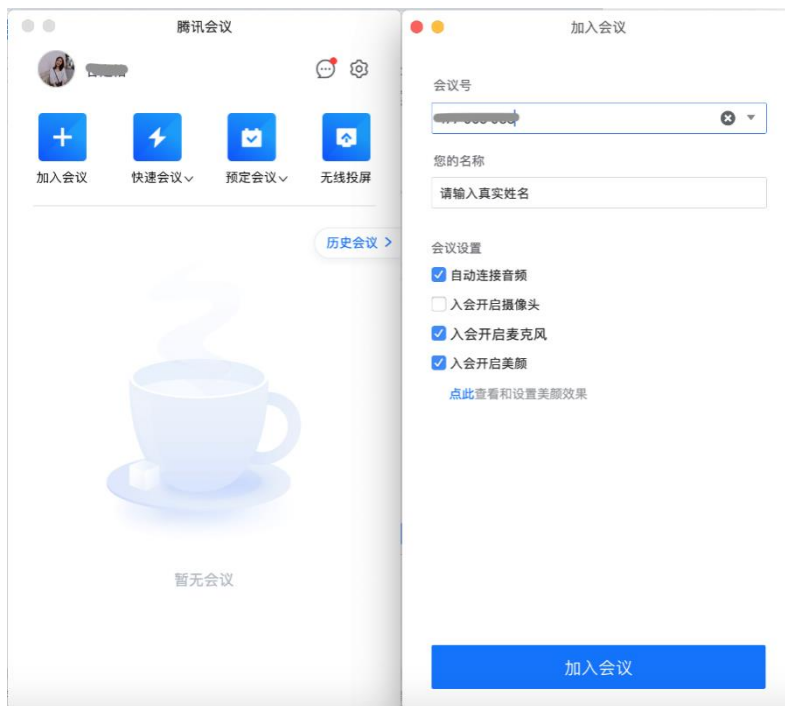 腾讯会议
加入会议
快速会议
预定会议
无线投屏
历史会议
暂无会议
加入会议
会议号
您的名称
请输入真实姓名
会议设置
自动连接音频
入会开启摄像头
入会开启麦克风
入会开启美颜
点此查看和设置美颜效果
加入会议